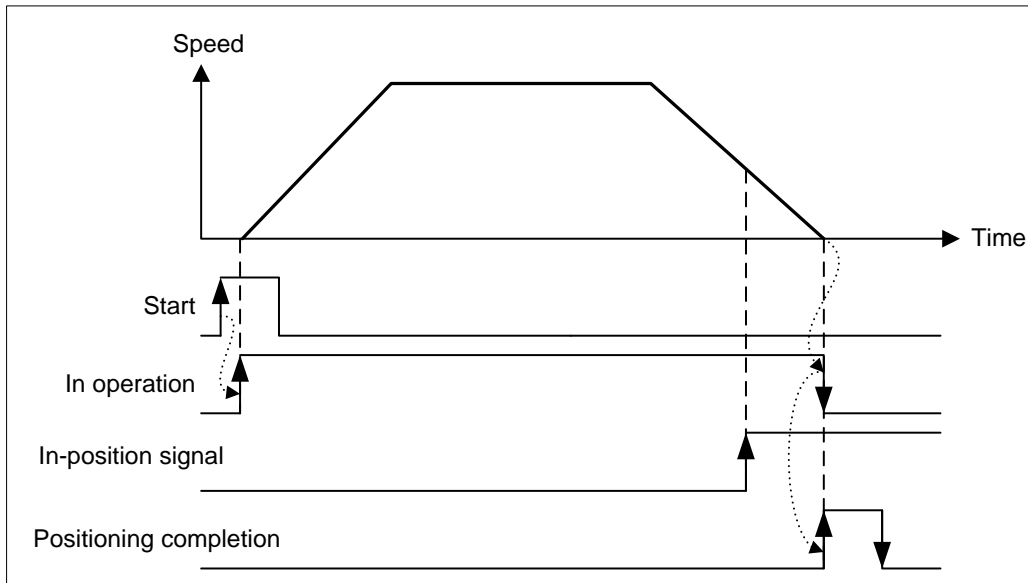 Speed
Time
Start
In operation
In-position signal
Positioning completion